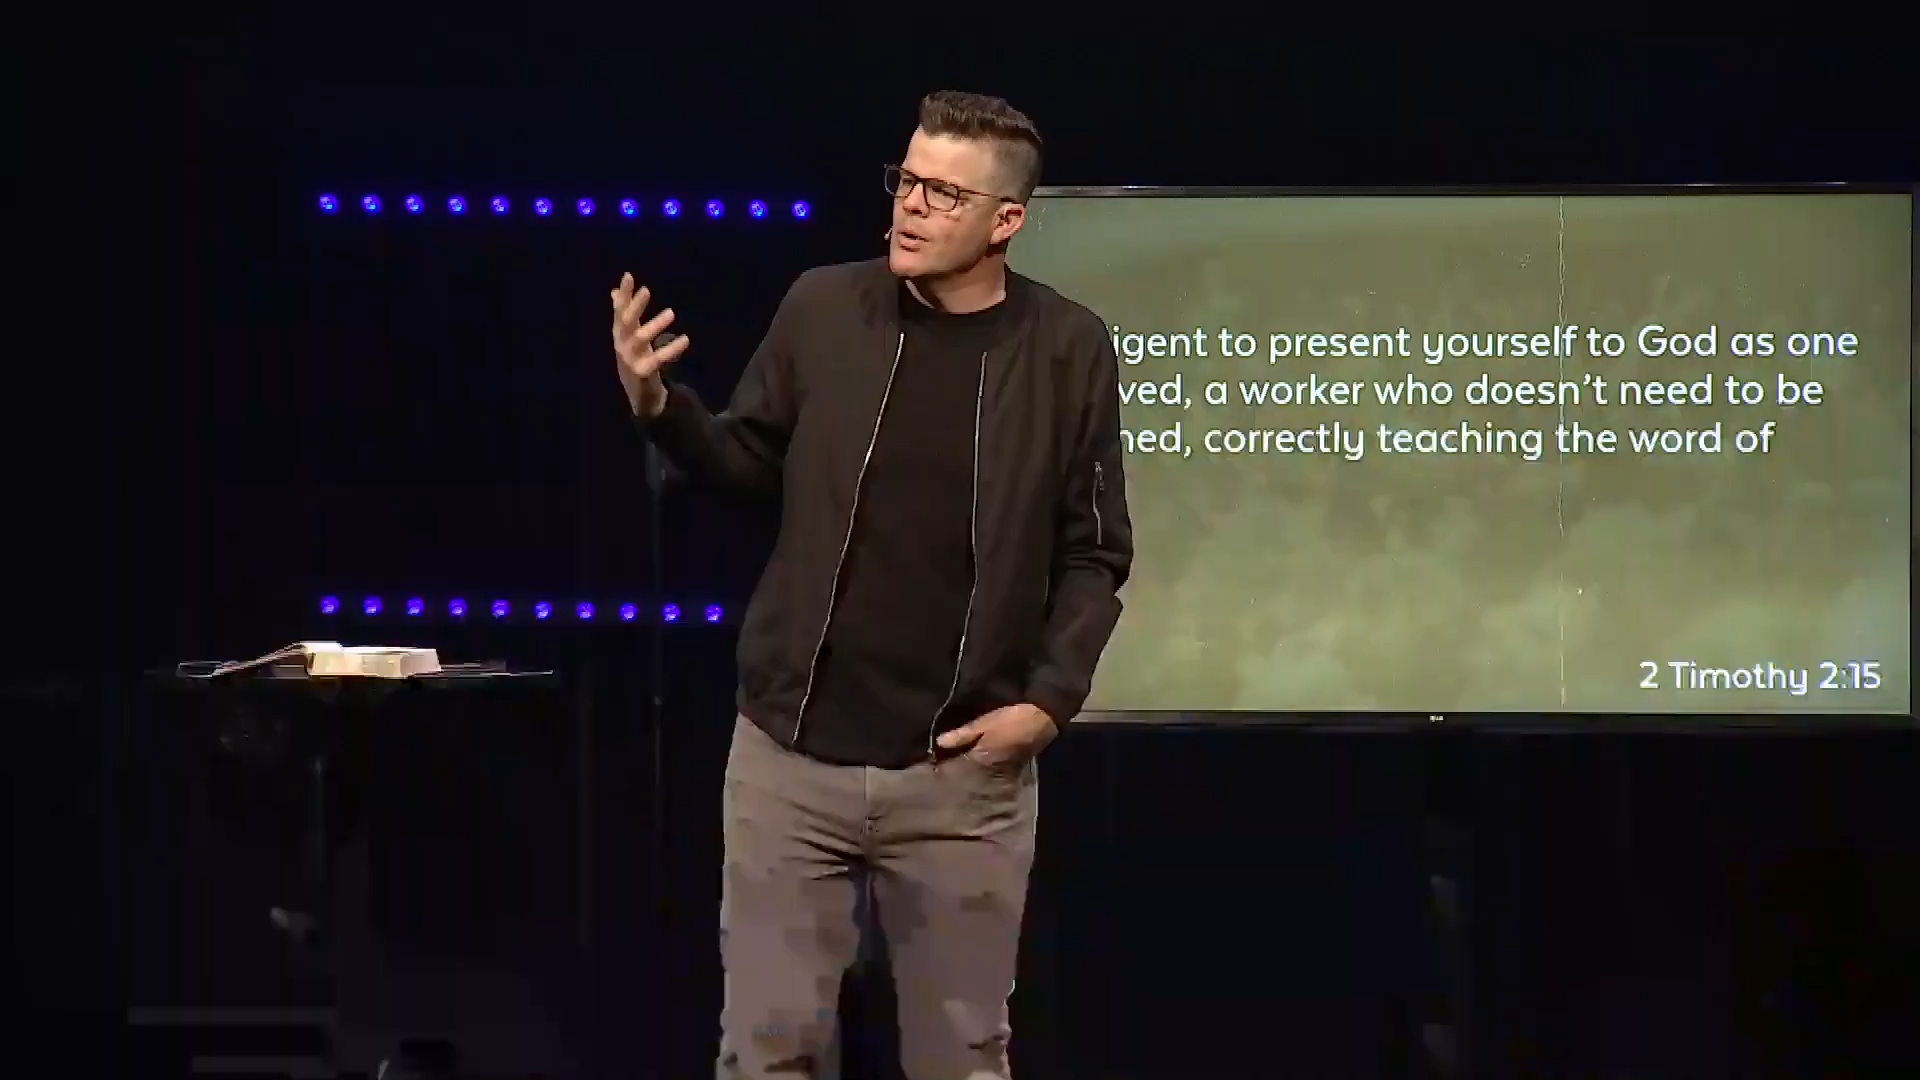 igent to present yourself to God as one
ved, a worker who doesn't need to be
ned, correctly teaching the word of
2 Timothy 2:15